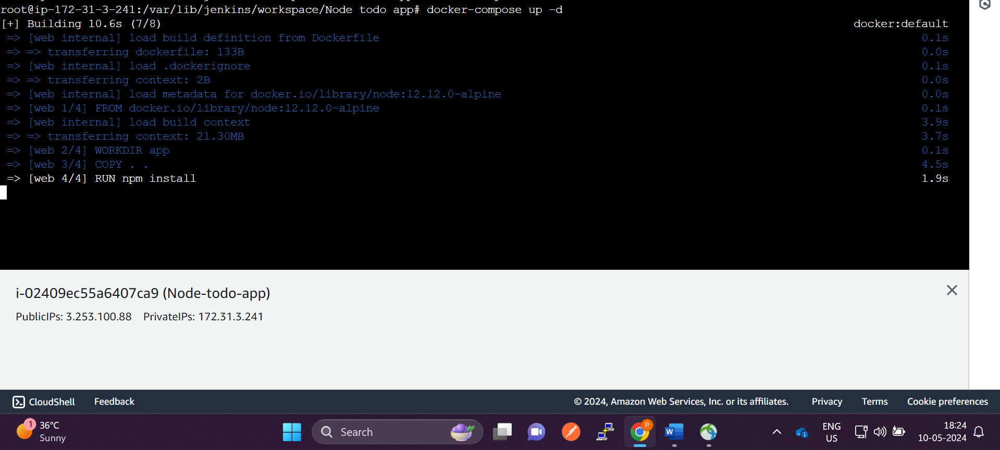 root@ip-172-31-3-241:/var/lib/jenkins/workspace/Node todo app# docker-compose up -d
[+] Building 10.6s (7/8) docker:default
=> [web internal] load build definition from Dockerfile 0.1s
=> => transferring dockerfile: 133B 0.0s
=> [web internal] load .dockerignore 0.1s
=> => transferring context: 2B 0.0s
=> [web internal] load metadata for docker.io/library/node:12.12.0-alpine 0.0s
=> [web 1/4] FROM docker.io/library/node:12.12.0-alpine 0.1s
=> [web internal] load build context 3.9s
=> => transferring context: 21.30MB 3.7s
=> [web 2/4] WORKDIR app 0.1s
=> [web 3/4] COPY . . 4.5s
=> [web 4/4] RUN npm install 1.9s
i-02409ec55a6407ca9 (Node-todo-app)
PublicIPs: 3.253.100.88 PrivateIPs: 172.31.3.241
CloudShell Feedback © 2024, Amazon Web Services, Inc. or its affiliates. Privacy Terms Cookie preferences
1 36°C
Sunny
Search
P
W
ENG
US
18:24
10-05-2024